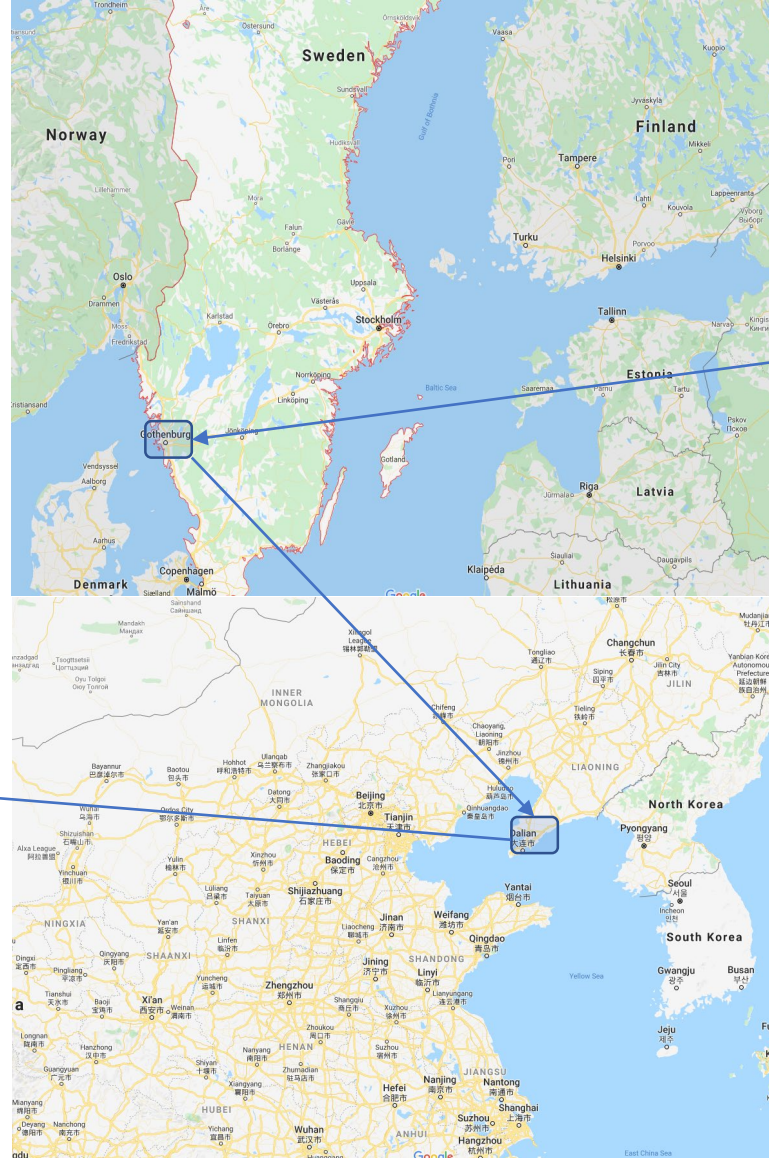 Trondheim
Åre
Östersund
Örnsköldsvik
Vaasa
Kuopio
Sweden
Sundsvall
Gulf of Bothnia
Jyväskylä
Norway
Hudiksvall
Finland
Mikkeli
Pori
Tampere
Lillehammer
Lappeenranta
Mora
Lahti
Kouvola
Vyborg
Выборг
Falun
Gävle
Borlänge
Turku
Porvoo
Oslo
Helsinki
Uppsala
Drammen
Västerås
Tallinn
Karlstad
Stockholm
Örebro
Narva
Moss
Fredrikstad
Norrköping
Estonia
Linköping
Baltic Sea
Saaremaa
Pärnu
Tartu
Kristiansand
Pskov
Псков
Gothenburg
Jönköping
Gotland
Vendsyssel
Aalborg
Riga
Jūrmala
Latvia
Aarhus
Šiauliai
Daugavpils
Copenhagen
Klaipėda
Denmark
Sjælland
Malmö
Lithuania
Google
Sainshand
Сайншанд
Mandakh
Мандах
Xilingol
League
锡林郭勒盟
Changchun
长春市
Tongliao
通辽市
Tsogttsetsii
Цогтцэций
Jilin City
吉林市
Siping
四平市
Yanbian Korean
Autonomous
Prefecture
延边朝鲜
族自治州
Oyu Tolgoi
Оюу Толгой
JILIN
INNER
MONGOLIA
Chifeng
赤峰市
Tieling
铁岭市
Chaoyang,
Liaoning
朝阳市
Jinzhou
锦州市
Bayannur
巴彦淖尔市
Baotou
包头市
Hohhot
呼和浩特市
Ulanqab
乌兰察布市
Zhangjiakou
张家口市
LIAONING
Huludao
葫芦岛市
Datong
大同市
Beijing
北京市
Qinhuangdao
秦皇岛市
North Korea
Wuhai
乌海市
Ordos City
鄂尔多斯市
Tianjin
天津市
Dalian
大连市
Pyongyang
평양
Shizuishan
石嘴山市
HEBEI
Alxa League
阿拉善盟
Yulin
榆林市
Xinzhou
忻州市
Baoding
保定市
Cangzhou
沧州市
Yinchuan
银川市
Yantai
烟台市
Seoul
서울
Lüliang
吕梁市
Taiyuan
太原市
Shijiazhuang
石家庄市
Incheon
인천
NINGXIA
Yan'an
延安市
SHANXI
Jinan
济南市
Weifang
潍坊市
Liaocheng
聊城市
Qingdao
青岛市
South Korea
Linfen
临汾市
Dingxi
定西市
Qingyang
庆阳市
SHAANXI
Jining
济宁市
SHANDONG
Pingliang
平凉市
Linyi
临沂市
Yellow Sea
Gwangju
광주
Busan
부산
Yuncheng
运城市
Zhengzhou
郑州市
Tianshui
天水市
Baoji
宝鸡市
Xi'an
西安市
Weinan
渭南市
Shangqiu
商丘市
Xuzhou
徐州市
Lianyungang
连云港市
Longnan
陇南市
Hanzhong
汉中市
Zhoukou
周口市
Jeju
제주
Nanyang
南阳市
HENAN
Suzhou
宿州市
Shiyan
十堰市
Zhumadian
驻马店市
JIANGSU
Guangyuan
广元市
Xiangyang
襄阳市
Hefei
合肥市
Nanjing
南京市
Nantong
南通市
Mianyang
绵阳市
HUBEI
Shanghai
上海市
Deyang
德阳市
Nanchong
南充市
Yichang
宜昌市
Wuhan
武汉市
ANHUI
Suzhou
苏州市
Hangzhou
杭州市
Google
East China Sea